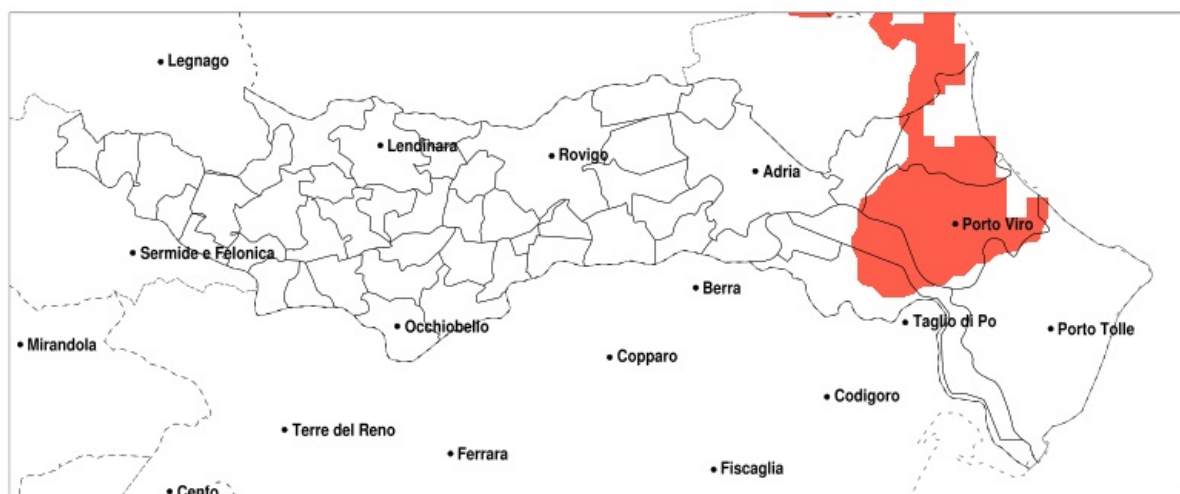 Legnago
Lendinara
Rovigo
Adria
Porto Viro
Sermide e Felonica
Berra
Taglio di Po
Porto Tolle
Occhiobello
Mirandola
Copparo
Codigoro
Terre del Reno
Ferrara
Fiscaglia
Cento